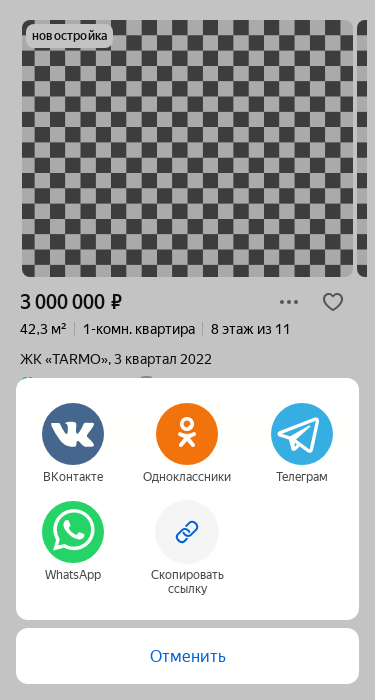 новостройка
3 000 000 ₽
42,3 м² 1-комн. квартира 8 этаж из 11
ЖК «TARMO», 3 квартал 2022
ВКонтакте Одноклассники Телеграм
WhatsApp Скопировать
ссылку
Отменить